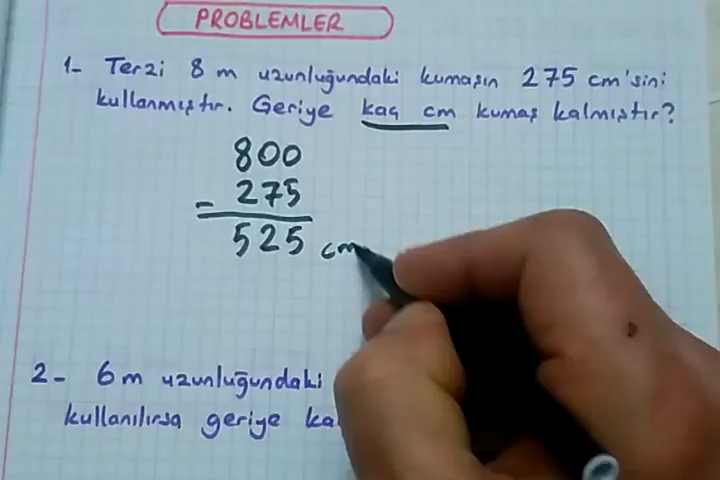 PROBLEMLER
1- Terzi 8 m uzunluğundaki kumaşın 275 cm'sini
kullanmıştır. Geriye kaç cm kumaş kalmıştır?
800
- 275
525 cm
2- 6m uzunluğundaki
kullanılırsa geriye